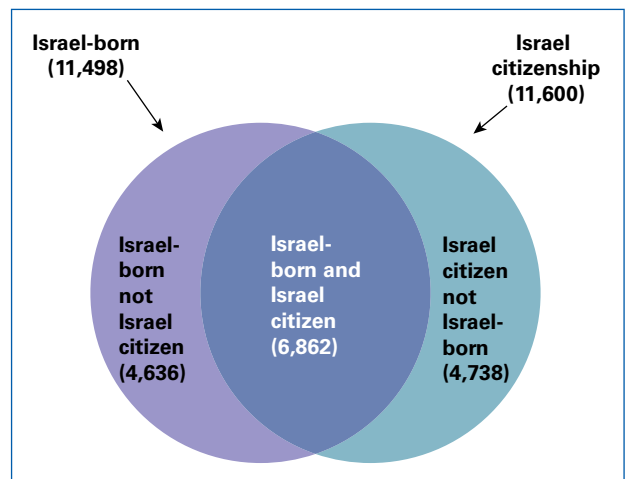 Israel-born
(11,498)
Israel
citizenship
(11,600)
Israel-
born
not
Israel
citizen
(4,636)
Israel-
born and
Israel
citizen
(6,862)
Israel
citizen
not
Israel-
born
(4,738)